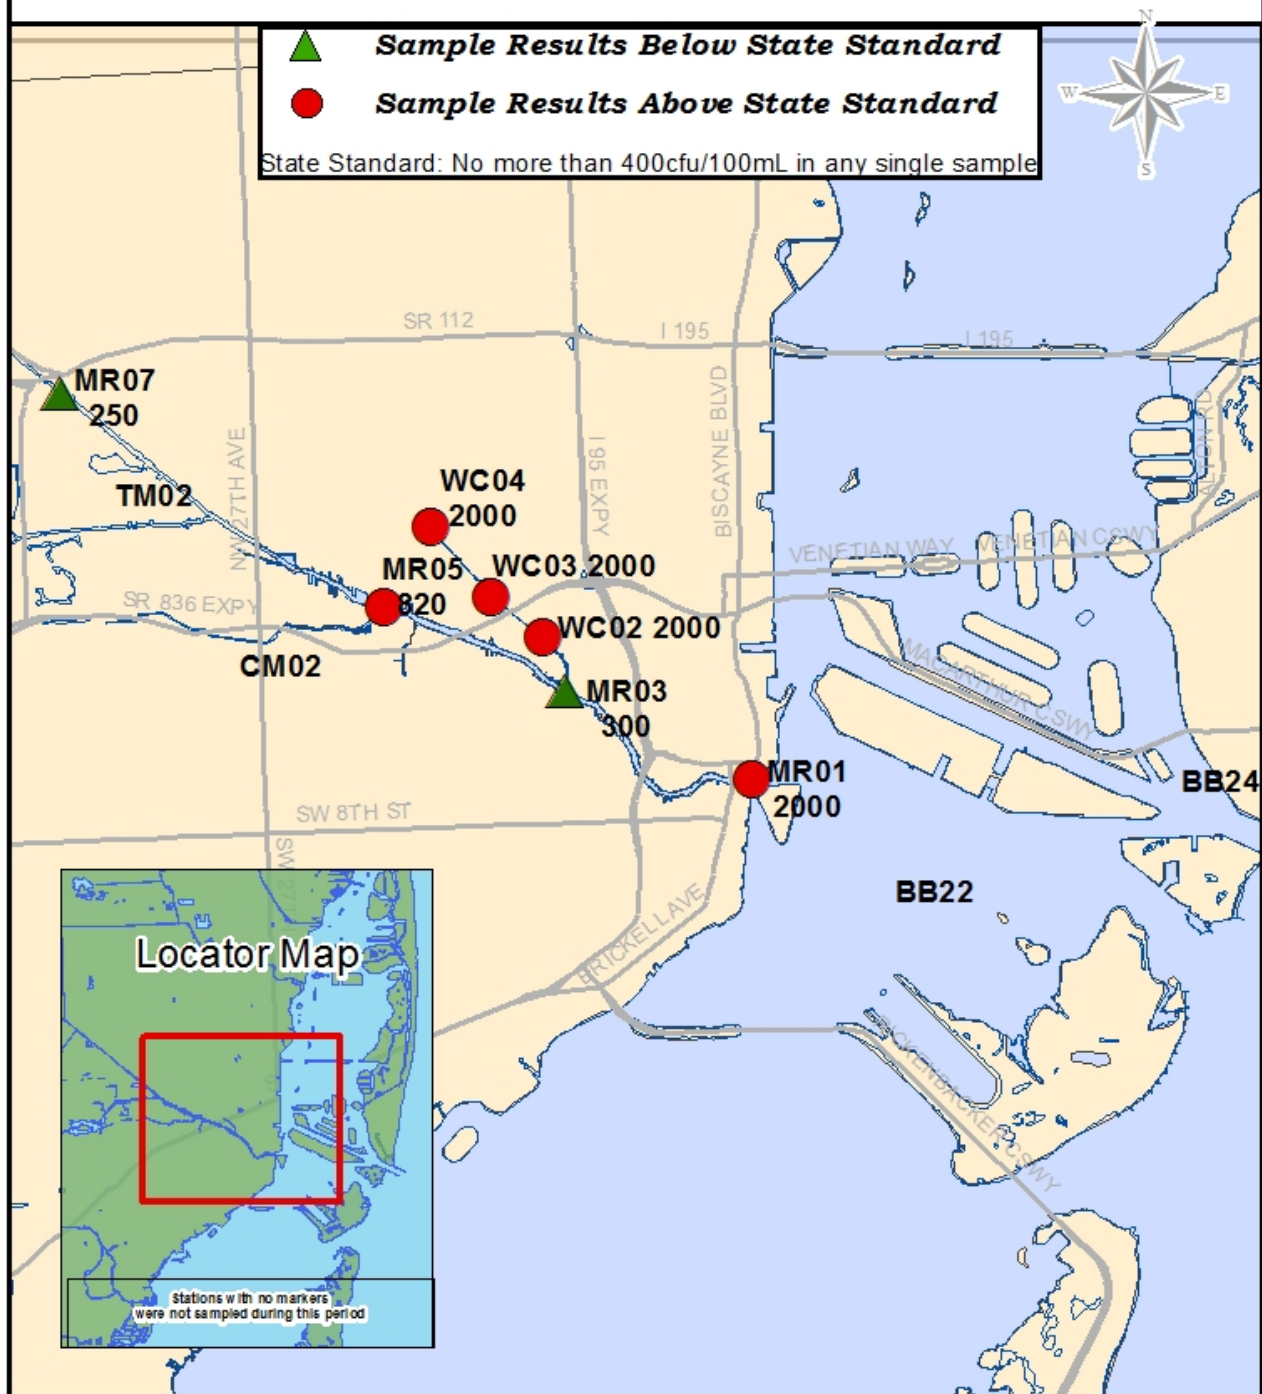 N
W E
S
Sample Results Below State Standard
Sample Results Above State Standard
State Standard: No more than 400cfu/100mL in any single sample
SR 112
I 195
I 195
MR07
250
BISCAYNE BLVD
ALTON RD
NW 27TH AVE
I 95 EXPY
TM02
WC04
2000
VENETIAN WAY
VENETIAN CSWY
MR05
820
WC03 2000
SR 836 EXPY
WC02 2000
CM02
MACARTHUR CSWY
MR03
300
MR01
2000
BB24
SW 8TH ST
SW 27TH
BB22
BRICKELL AVE
Locator Map
RICKENBACKER CSWY
Stations with no markers
were not sampled during this period